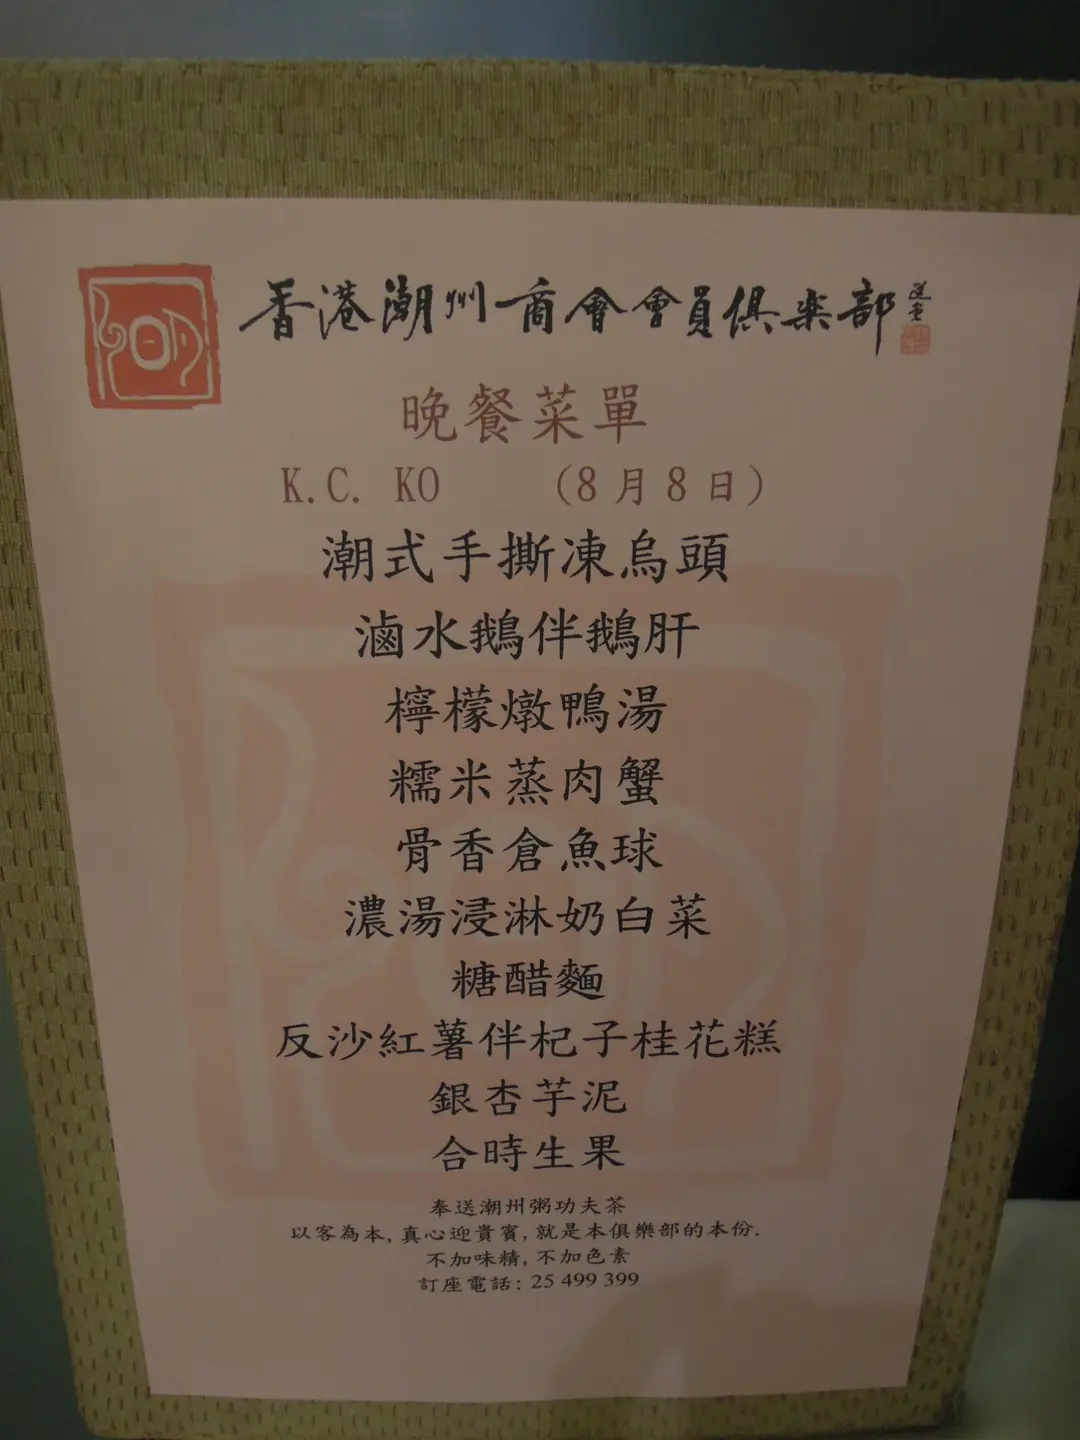 香港潮州商會會員俱樂部
晚餐菜單
K.C. KO (8月8日)
潮式手撕凍烏頭
滷水鵝伴鵝肝
檸檬燉鴨湯
糯米蒸肉蟹
骨香倉魚球
濃湯浸淋奶白菜
糖醋麵
反沙紅薯伴杞子桂花糕
銀杏芋泥
合時生果
奉送潮州粥功夫茶
以客為本, 真心迎貴賓, 就是本俱樂部的本份.
不加味精, 不加色素
訂座電話: 25 499 399